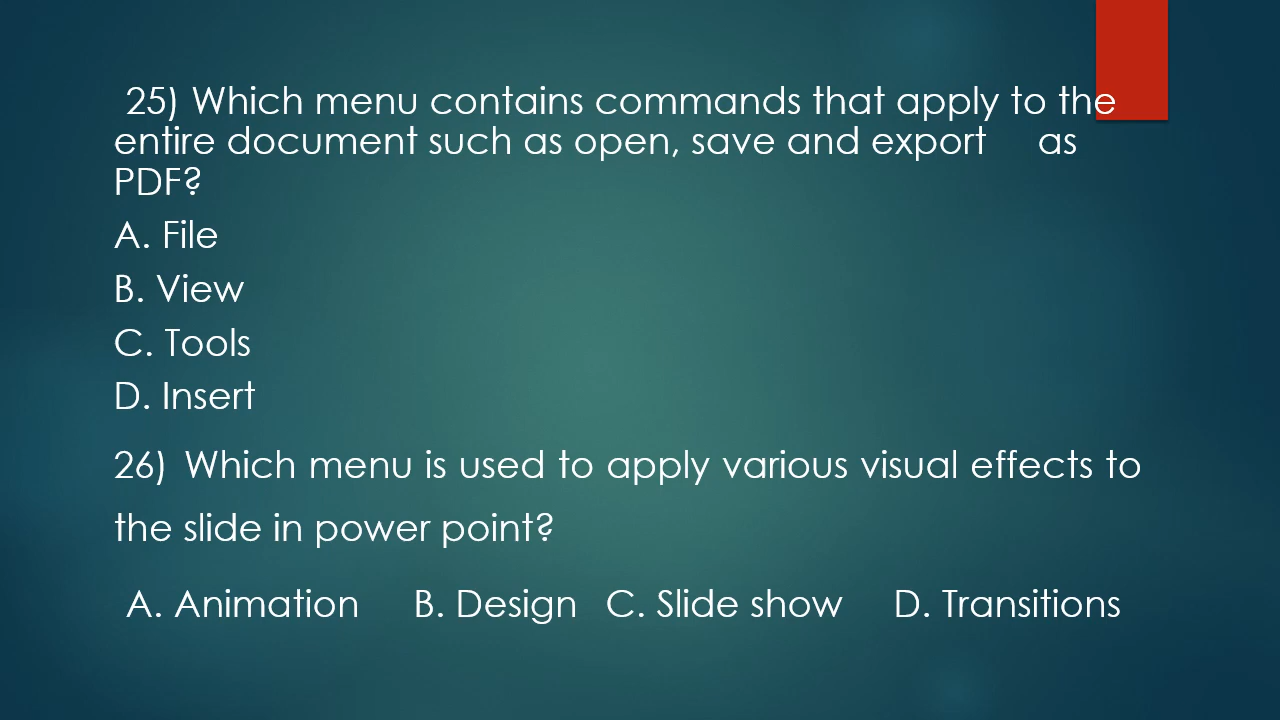 25) Which menu contains commands that apply to the
entire document such as open, save and export as
PDF?
A. File
B. View
C. Tools
D. Insert
26) Which menu is used to apply various visual effects to
the slide in power point?
A. Animation B. Design C. Slide show D. Transitions